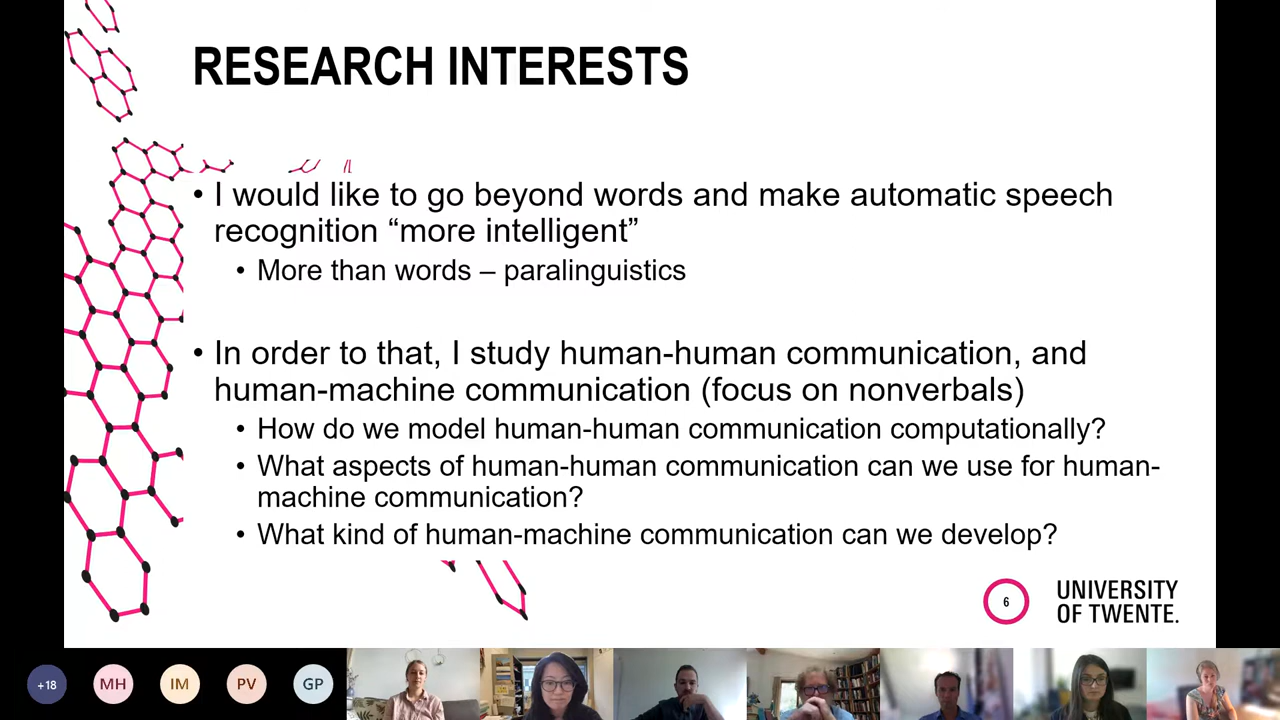 RESEARCH INTERESTS
• I would like to go beyond words and make automatic speech
recognition “more intelligent”
• More than words – paralinguistics
• In order to that, I study human-human communication, and
human-machine communication (focus on nonverbals)
• How do we model human-human communication computationally?
• What aspects of human-human communication can we use for human-
machine communication?
• What kind of human-machine communication can we develop?
6
UNIVERSITY
OF TWENTE.
+18
MH
IM
PV
GP